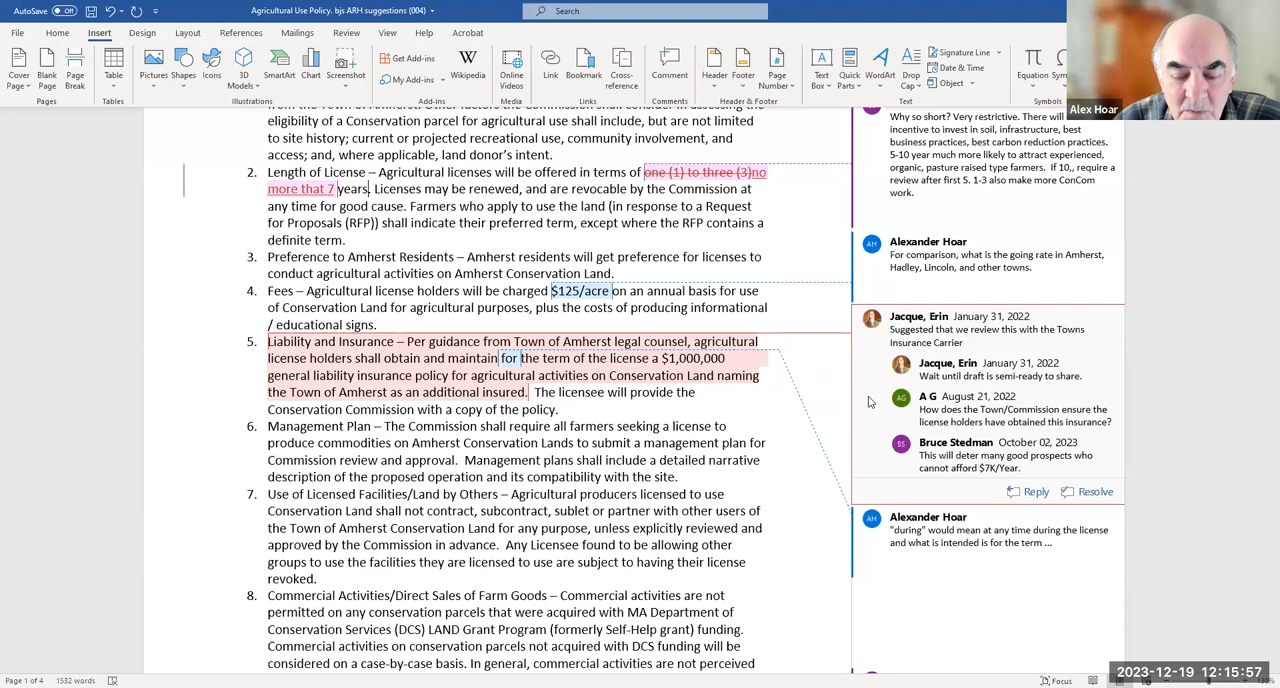 AutoSave Off Agricultural Use Policy. bjs ARH suggestions (004) Search
File Home Insert Design Layout References Mailings Review View Help Acrobat
Cover Page Blank Page Page Break Table Pictures Shapes Icons 3D Models SmartArt Chart Screenshot Get Add-ins My Add-ins Wikipedia Online Videos Link Bookmark Cross-reference Comment Header Footer Page Number Text Box Quick Parts WordArt Drop Cap Signature Line Date & Time Object Equation
Pages Tables Illustrations Add-ins Media Links Comments Header & Footer Text Symbols
Alex Hoar
eligibility of a Conservation parcel for agricultural use shall include, but are not limited
to site history; current or projected recreational use, community involvement, and
access; and, where applicable, land donor's intent.
2. Length of License – Agricultural licenses will be offered in terms of one (1) to three (3)no
more that 7 years. Licenses may be renewed, and are revocable by the Commission at
any time for good cause. Farmers who apply to use the land (in response to a Request
for Proposals (RFP)) shall indicate their preferred term, except where the RFP contains a
definite term.
3. Preference to Amherst Residents – Amherst residents will get preference for licenses to
conduct agricultural activities on Amherst Conservation Land.
4. Fees – Agricultural license holders will be charged $125/acre on an annual basis for use
of Conservation Land for agricultural purposes, plus the costs of producing informational
/ educational signs.
5. Liability and Insurance – Per guidance from Town of Amherst legal counsel, agricultural
license holders shall obtain and maintain for the term of the license a $1,000,000
general liability insurance policy for agricultural activities on Conservation Land naming
the Town of Amherst as an additional insured. The licensee will provide the
Conservation Commission with a copy of the policy.
6. Management Plan – The Commission shall require all farmers seeking a license to
produce commodities on Amherst Conservation Lands to submit a management plan for
Commission review and approval. Management plans shall include a detailed narrative
description of the proposed operation and its compatibility with the site.
7. Use of Licensed Facilities/Land by Others – Agricultural producers licensed to use
Conservation Land shall not contract, subcontract, sublet or partner with other users of
the Town of Amherst Conservation Land for any purpose, unless explicitly reviewed and
approved by the Commission in advance. Any Licensee found to be allowing other
groups to use the facilities they are licensed to use are subject to having their license
revoked.
8. Commercial Activities/Direct Sales of Farm Goods – Commercial activities are not
permitted on any conservation parcels that were acquired with MA Department of
Conservation Services (DCS) LAND Grant Program (formerly Self-Help grant) funding.
Commercial activities on conservation parcels not acquired with DCS funding will be
considered on a case-by-case basis. In general, commercial activities are not perceived
Why so short? Very restrictive. There will
incentive to invest in soil, infrastructure, best
business practices, best carbon reduction practices.
5-10 year much more likely to attract experienced,
organic, pasture raised type farmers. If 10,, require a
review after first 5. 1-3 also make more ConCom
work.
AH Alexander Hoar
For comparison, what is the going rate in Amherst,
Hadley, Lincoln, and other towns.
Jacque, Erin January 31, 2022
Suggested that we review this with the Towns
Insurance Carrier
Jacque, Erin January 31, 2022
Wait until draft is semi-ready to share.
AG A G August 21, 2022
How does the Town/Commission ensure the
license holders have obtained this insurance?
BS Bruce Stedman October 02, 2023
This will deter many good prospects who
cannot afford $7K/Year.
Reply Resolve
AH Alexander Hoar
"during" would mean at any time during the license
and what is intended is for the term ...
2023-12-19 12:15:57
Page 1 of 4 1532 words Focus